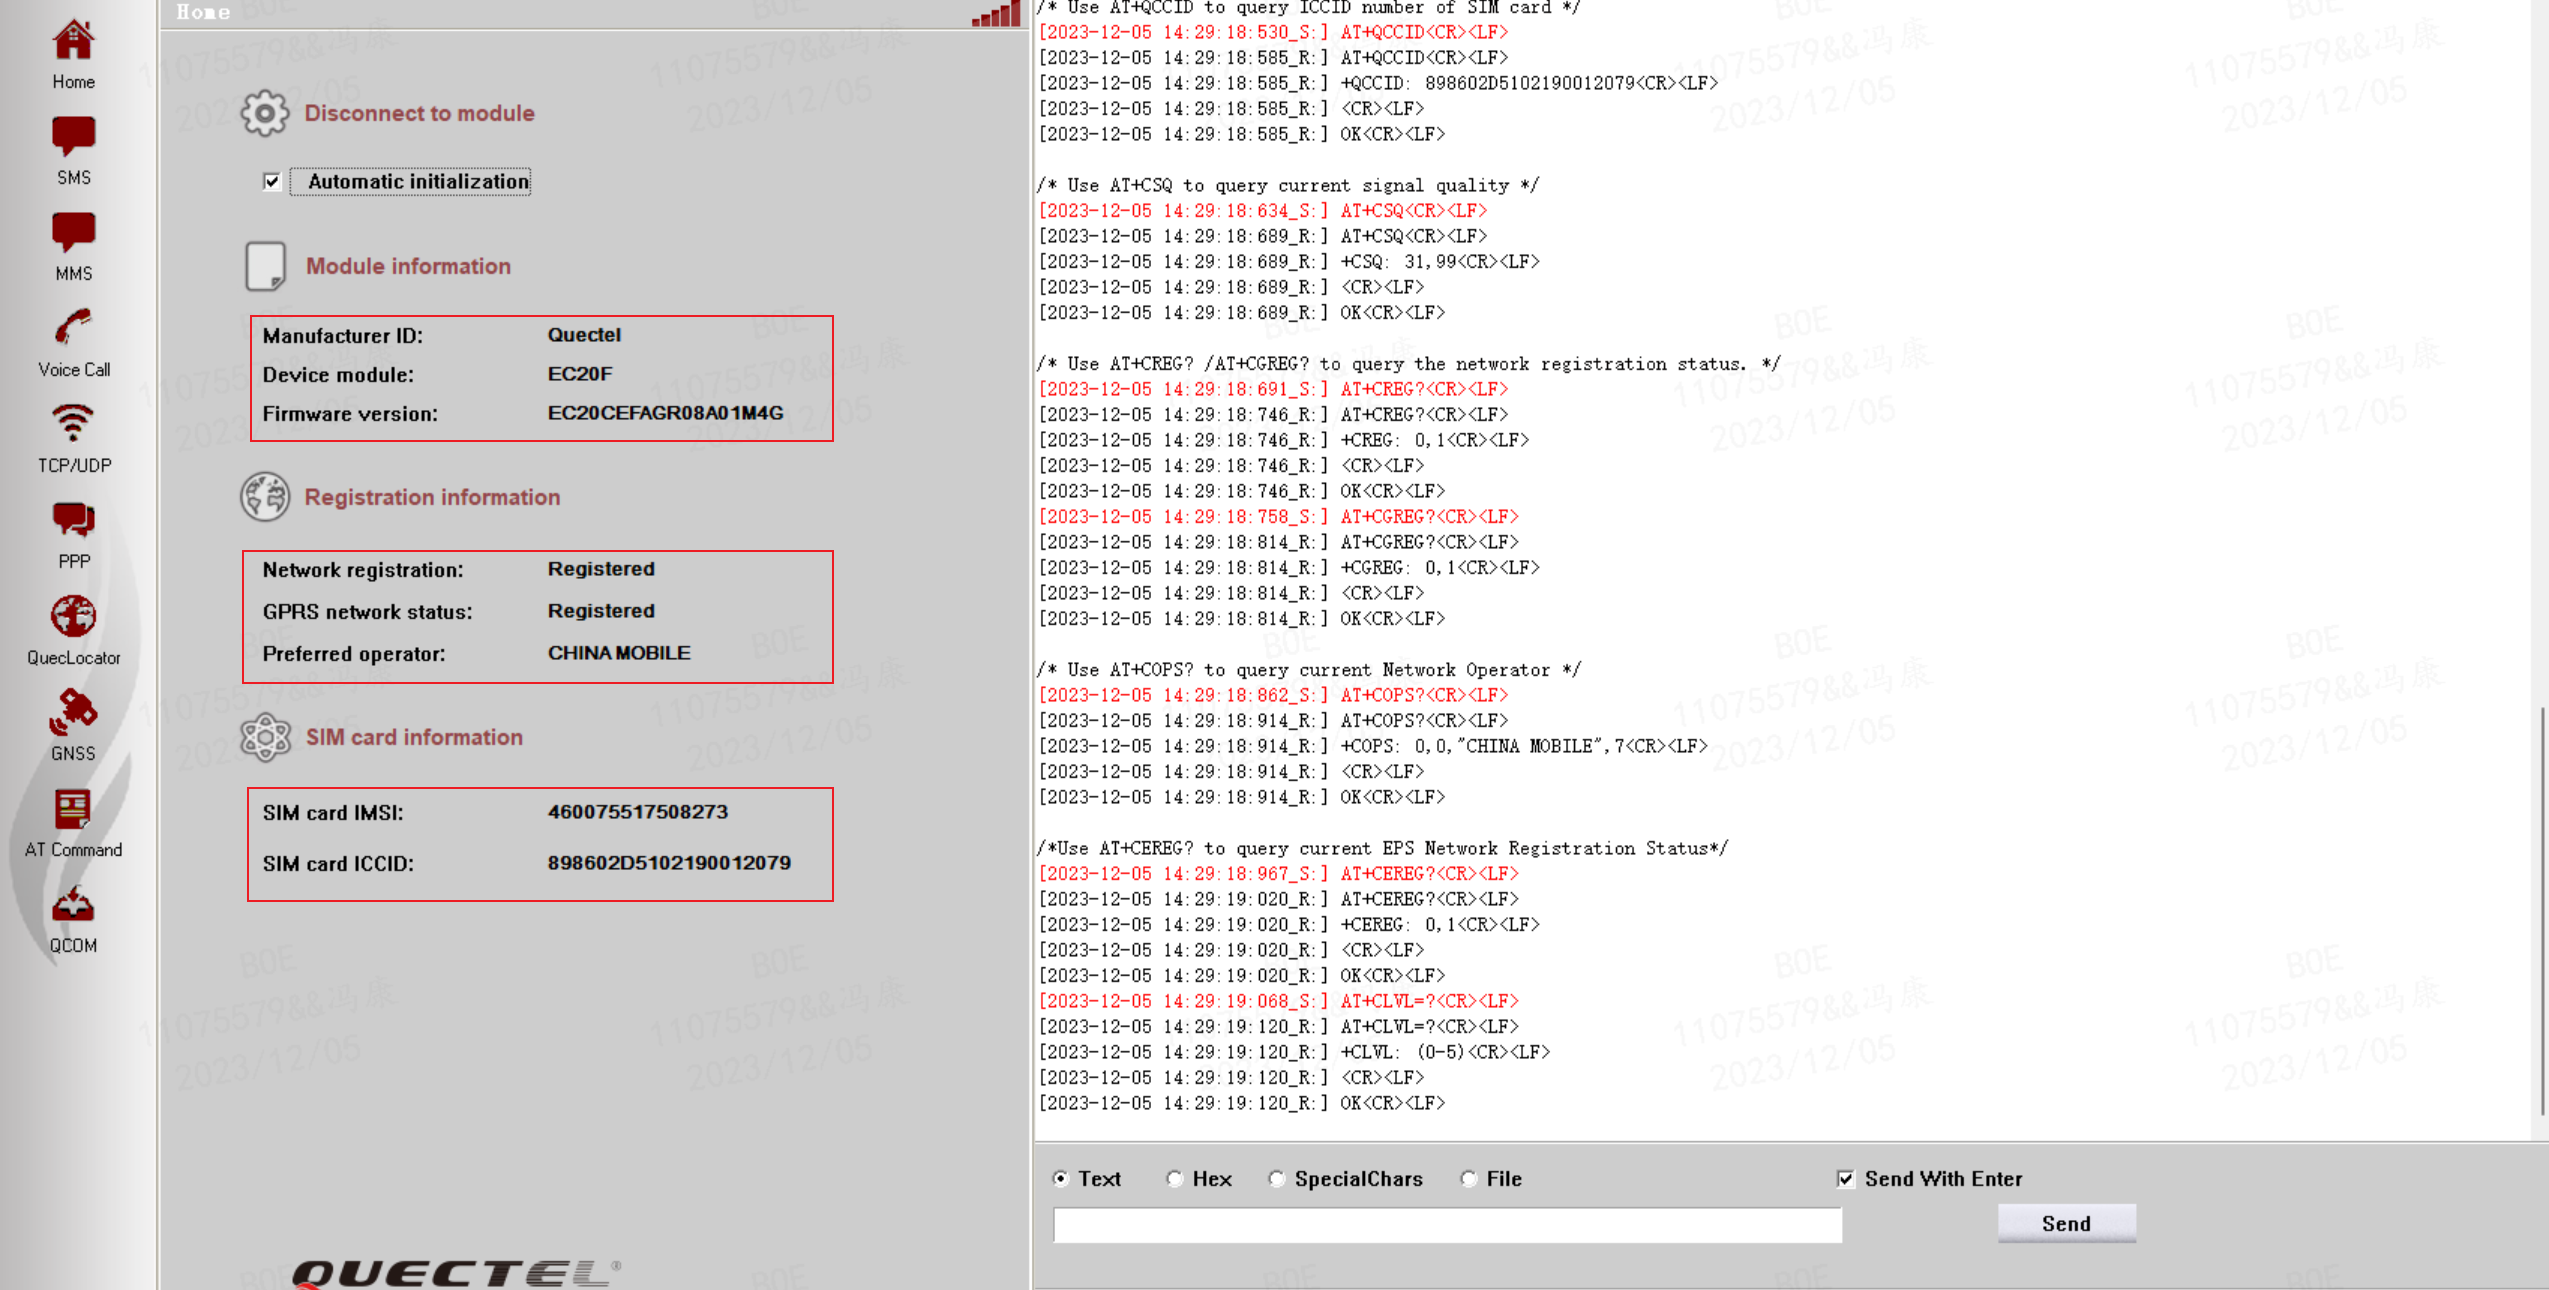 Home
Home
SMS
MMS
Voice Call
TCP/UDP
PPP
QuecLocator
GNSS
AT Command
QCOM
Disconnect to module
Automatic initialization
Module information
Manufacturer ID: Quectel
Device module: EC20F
Firmware version: EC20CEFAGR08A01M4G
Registration information
Network registration: Registered
GPRS network status: Registered
Preferred operator: CHINA MOBILE
SIM card information
SIM card IMSI: 460075517508273
SIM card ICCID: 898602D5102190012079
QUECTEL®
/* Use AT+QCCID to query ICCID number of SIM card */
[2023-12-05 14:29:18:530_S:] AT+QCCID<CR><LF>
[2023-12-05 14:29:18:585_R:] AT+QCCID<CR><LF>
[2023-12-05 14:29:18:585_R:] +QCCID: 898602D5102190012079<CR><LF>
[2023-12-05 14:29:18:585_R:] <CR><LF>
[2023-12-05 14:29:18:585_R:] OK<CR><LF>
/* Use AT+CSQ to query current signal quality */
[2023-12-05 14:29:18:634_S:] AT+CSQ<CR><LF>
[2023-12-05 14:29:18:689_R:] AT+CSQ<CR><LF>
[2023-12-05 14:29:18:689_R:] +CSQ: 31,99<CR><LF>
[2023-12-05 14:29:18:689_R:] <CR><LF>
[2023-12-05 14:29:18:689_R:] OK<CR><LF>
/* Use AT+CREG? /AT+CGREG? to query the network registration status. */
[2023-12-05 14:29:18:691_S:] AT+CREG?<CR><LF>
[2023-12-05 14:29:18:746_R:] AT+CREG?<CR><LF>
[2023-12-05 14:29:18:746_R:] +CREG: 0,1<CR><LF>
[2023-12-05 14:29:18:746_R:] <CR><LF>
[2023-12-05 14:29:18:746_R:] OK<CR><LF>
[2023-12-05 14:29:18:758_S:] AT+CGREG?<CR><LF>
[2023-12-05 14:29:18:814_R:] AT+CGREG?<CR><LF>
[2023-12-05 14:29:18:814_R:] +CGREG: 0,1<CR><LF>
[2023-12-05 14:29:18:814_R:] <CR><LF>
[2023-12-05 14:29:18:814_R:] OK<CR><LF>
/* Use AT+COPS? to query current Network Operator */
[2023-12-05 14:29:18:862_S:] AT+COPS?<CR><LF>
[2023-12-05 14:29:18:914_R:] AT+COPS?<CR><LF>
[2023-12-05 14:29:18:914_R:] +COPS: 0,0,"CHINA MOBILE",7<CR><LF>
[2023-12-05 14:29:18:914_R:] <CR><LF>
[2023-12-05 14:29:18:914_R:] OK<CR><LF>
/*Use AT+CEREG? to query current EPS Network Registration Status*/
[2023-12-05 14:29:18:967_S:] AT+CEREG?<CR><LF>
[2023-12-05 14:29:19:020_R:] AT+CEREG?<CR><LF>
[2023-12-05 14:29:19:020_R:] +CEREG: 0,1<CR><LF>
[2023-12-05 14:29:19:020_R:] <CR><LF>
[2023-12-05 14:29:19:020_R:] OK<CR><LF>
[2023-12-05 14:29:19:068_S:] AT+CLVL=?<CR><LF>
[2023-12-05 14:29:19:120_R:] AT+CLVL=?<CR><LF>
[2023-12-05 14:29:19:120_R:] +CLVL: (0-5)<CR><LF>
[2023-12-05 14:29:19:120_R:] <CR><LF>
[2023-12-05 14:29:19:120_R:] OK<CR><LF>
Text Hex SpecialChars File Send With Enter
Send
BOE
11075579&&冯康
2023/12/05